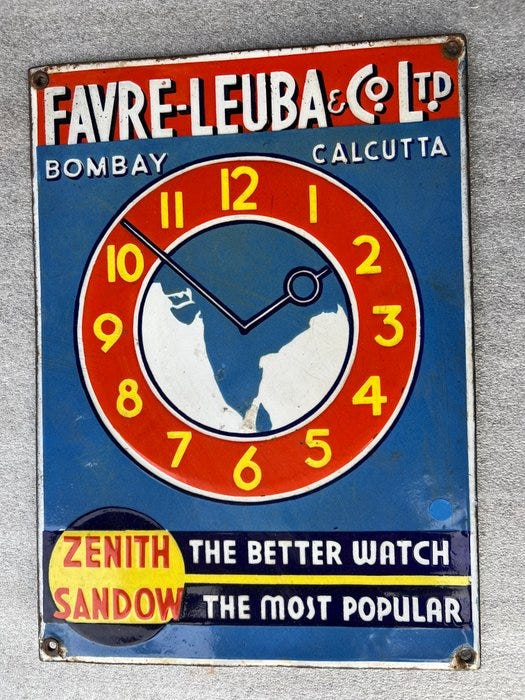 FAVRE-LEUBA & Co LTD
BOMBAY CALCUTTA
12
11 1
10 2
9 3
8 4
7 5
6
ZENITH THE BETTER WATCH
SANDOW THE MOST POPULAR